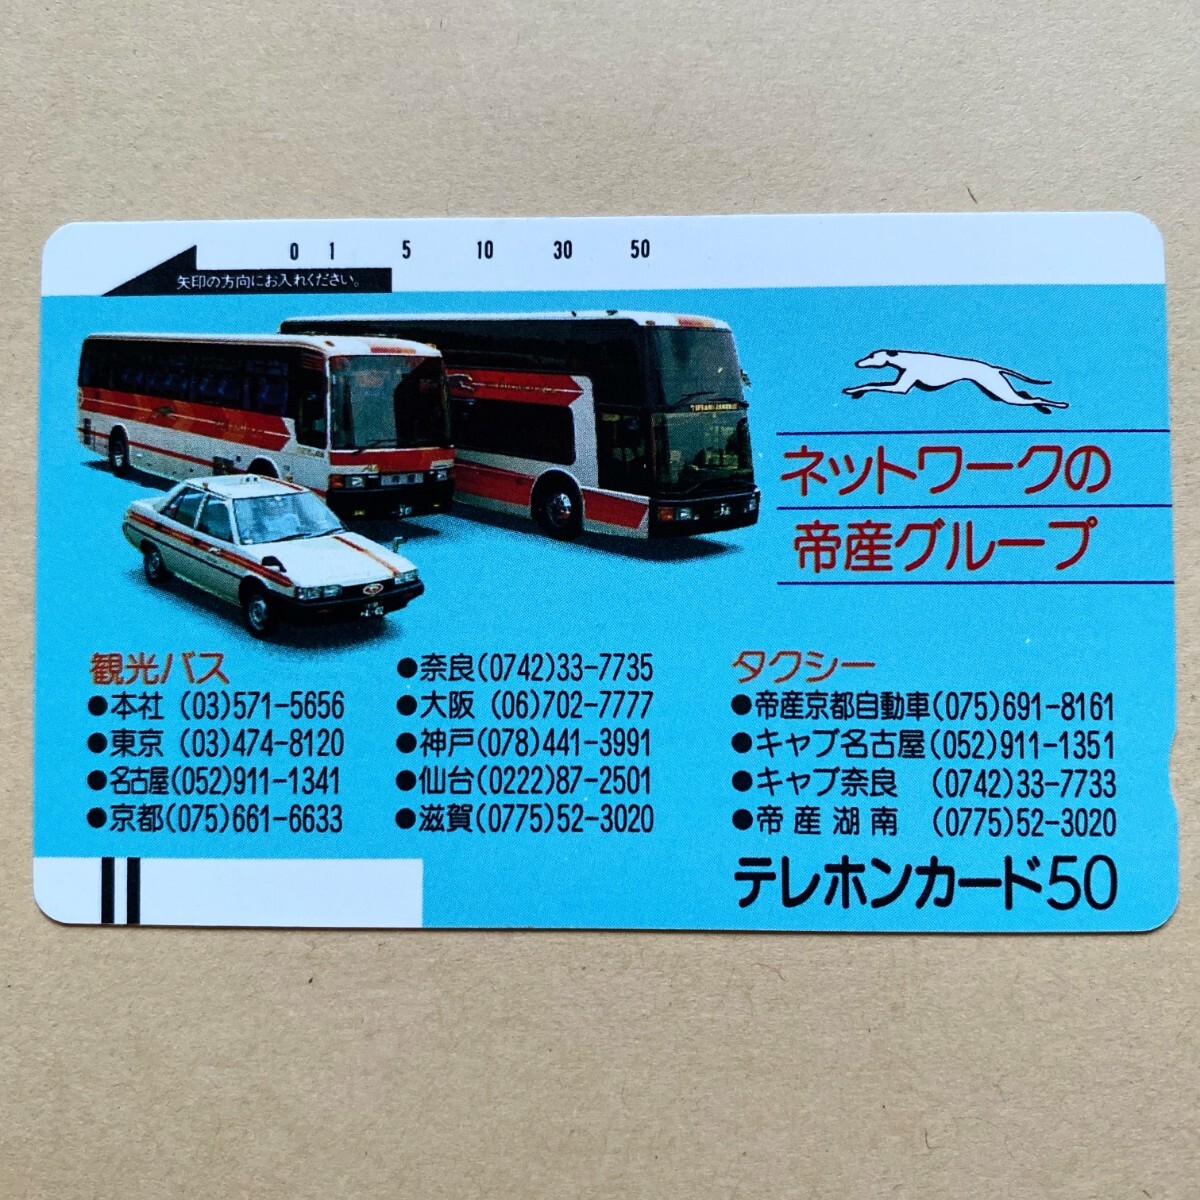 0 1 5 10 30 50
矢印の方向にお入れください。
ネットワークの
帝産グループ
観光バス
●本社 (03)571-5656
●東京 (03)474-8120
●名古屋(052)911-1341
●京都(075)661-6633
●奈良(0742)33-7735
●大阪 (06)702-7777
●神戸(078)441-3991
●仙台(0222)87-2501
●滋賀(0775)52-3020
タクシー
●帝産京都自動車(075)691-8161
●キャブ名古屋(052)911-1351
●キャブ奈良 (0742)33-7733
●帝産湖南 (0775)52-3020
テレホンカード50